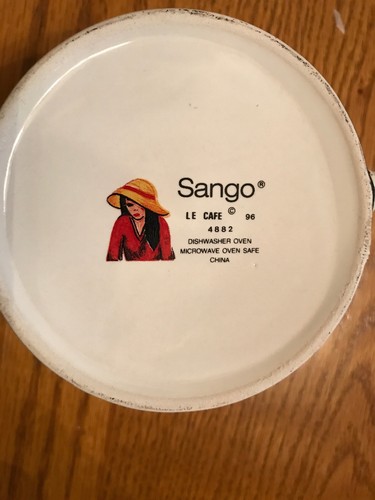 Sango®
LE CAFE © 96
4882
DISHWASHER OVEN
MICROWAVE OVEN SAFE
CHINA